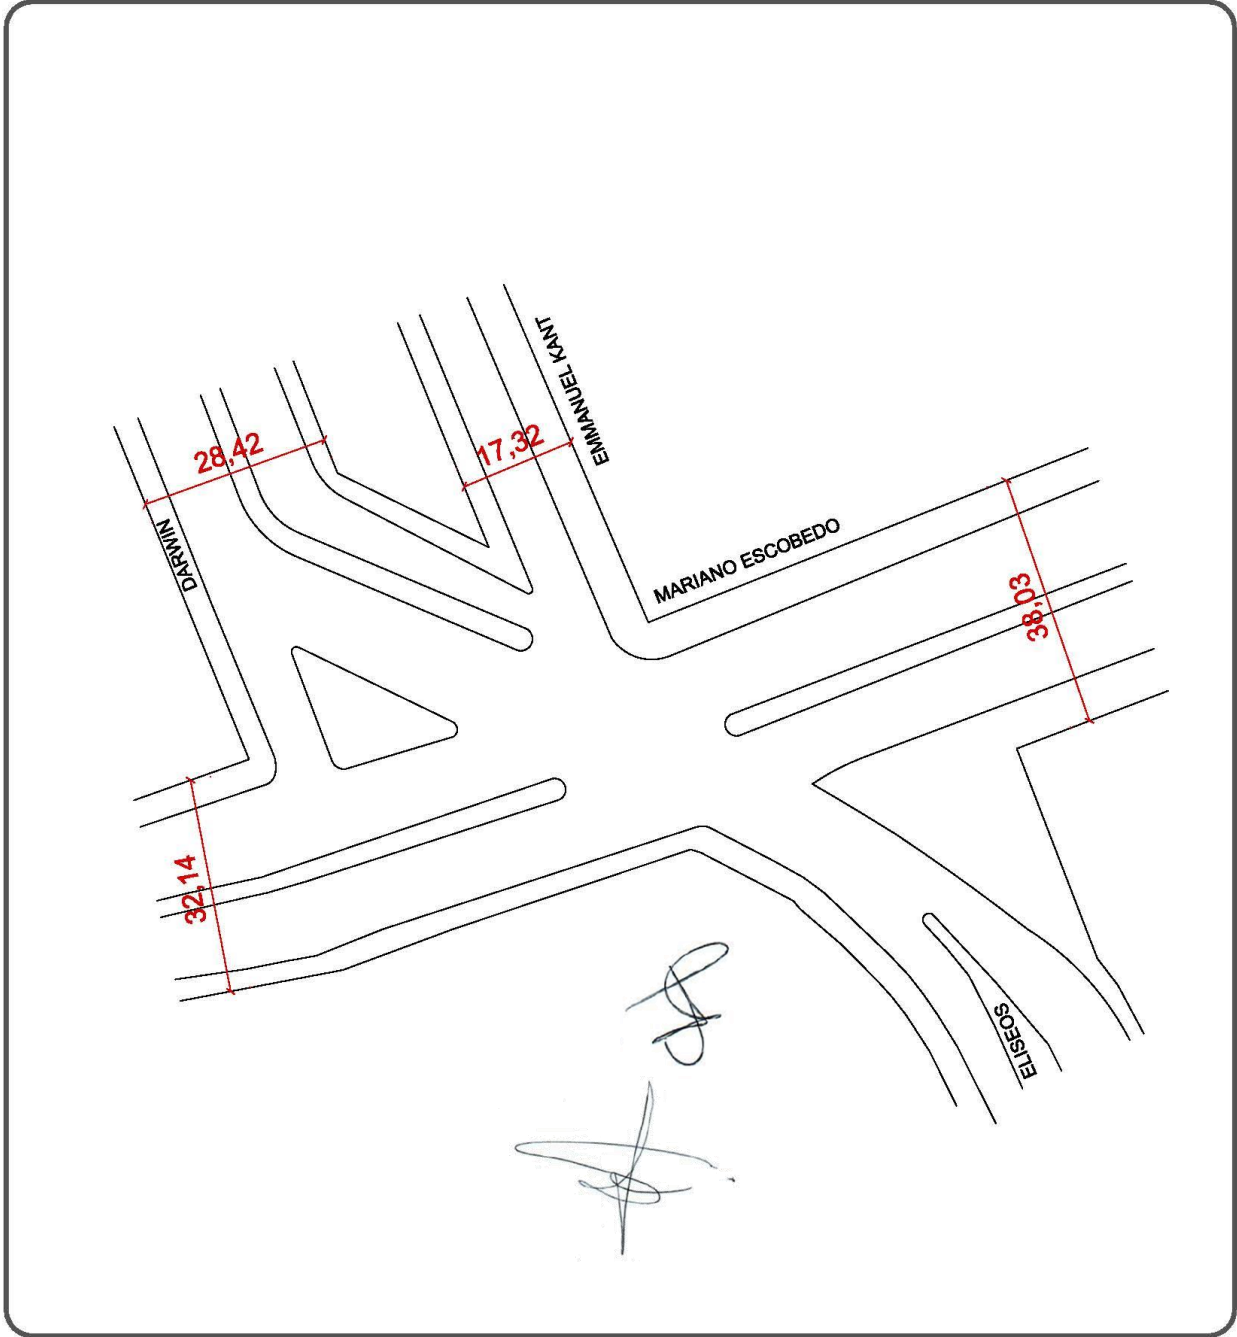 EMMANUEL KANT
28,42
17,32
DARWIN
MARIANO ESCOBEDO
38,03
32,14
ELISEOS